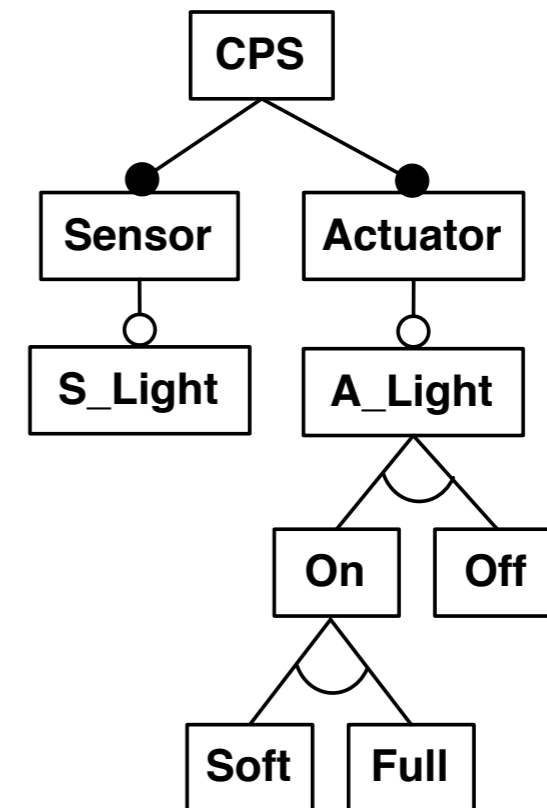 CPS
Sensor
Actuator
S_Light
A_Light
On
Off
Soft
Full